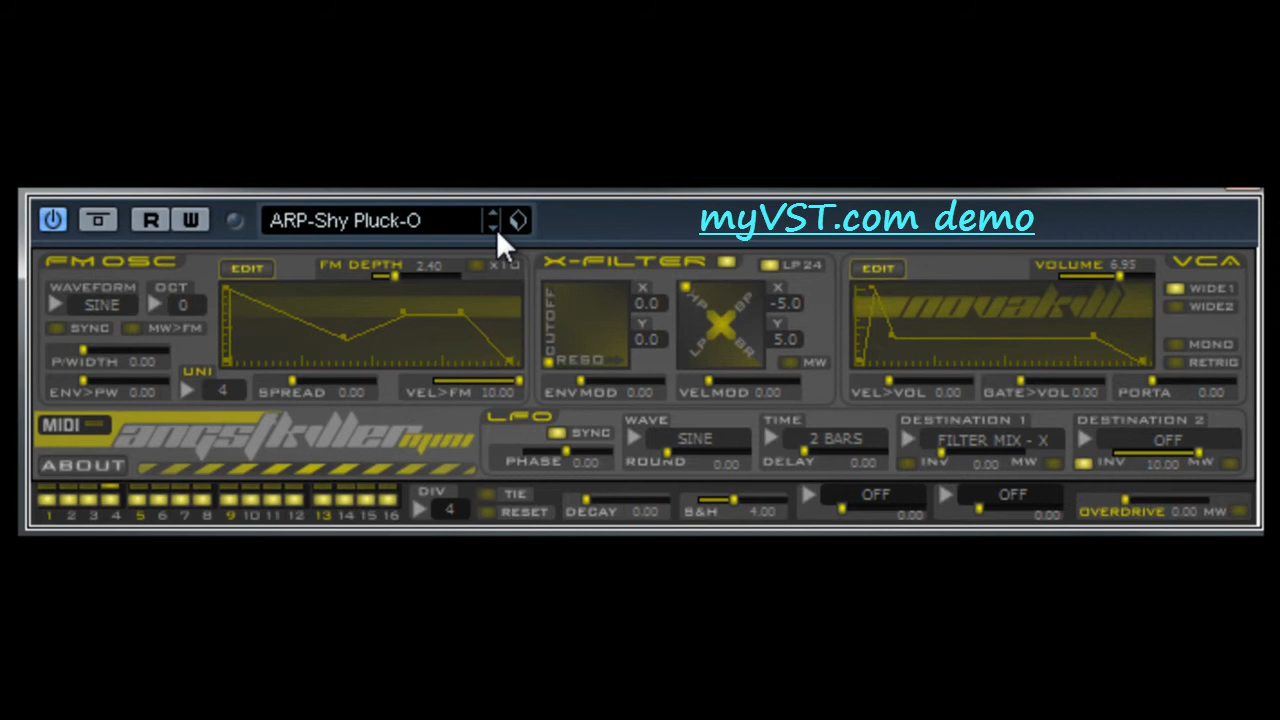 R W ARP-Shy Pluck-O myVST.com demo
FM OSC EDIT FM DEPTH 2.40 X10 X-FILTER LP24 EDIT VOLUME 6.95 VCA
WAVEFORM OCT X X WIDE1
SINE 0 CUTOFF 0.0 HP BP -5.0 novakill WIDE2
SYNC MW>FM Y Y
P/WIDTH 0.00 0.0 LP BR 5.0 MONO
UNI RESO MW RETRIG
ENV>PW 0.00 4 SPREAD 0.00 VEL>FM 10.00 ENVMOD 0.00 VELMOD 0.00 VEL>VOL 0.00 GATE>VOL 0.00 PORTA 0.00
MIDI angstkiller mini LFO WAVE TIME DESTINATION 1 DESTINATION 2
SYNC SINE 2 BARS FILTER MIX - X OFF
ABOUT PHASE 0.00 ROUND 0.00 DELAY 0.00 INV 0.00 MW INV 10.00 MW
DIV TIE OFF OFF
1 2 3 4 5 6 7 8 9 10 11 12 13 14 15 16 4 RESET DECAY 0.00 S&H 4.00 0.00 0.00 OVERDRIVE 0.00 MW